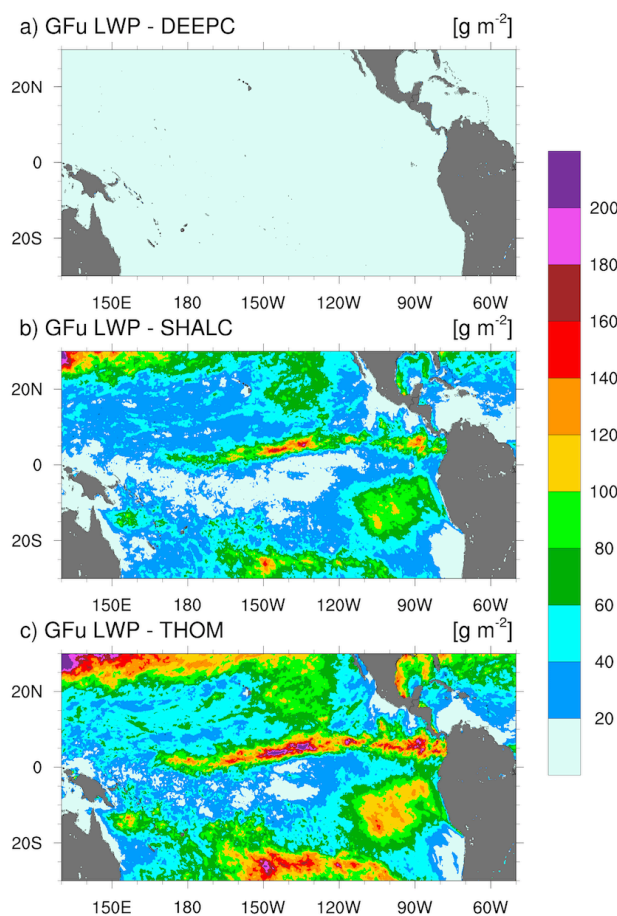 a) GFu LWP - DEEPC [g m-2]
20N
0
20S
150E 180 150W 120W 90W 60W
b) GFu LWP - SHALC [g m-2]
20N
0
20S
150E 180 150W 120W 90W 60W
c) GFu LWP - THOM [g m-2]
20N
0
20S
150E 180 150W 120W 90W 60W
200
180
160
140
120
100
80
60
40
20